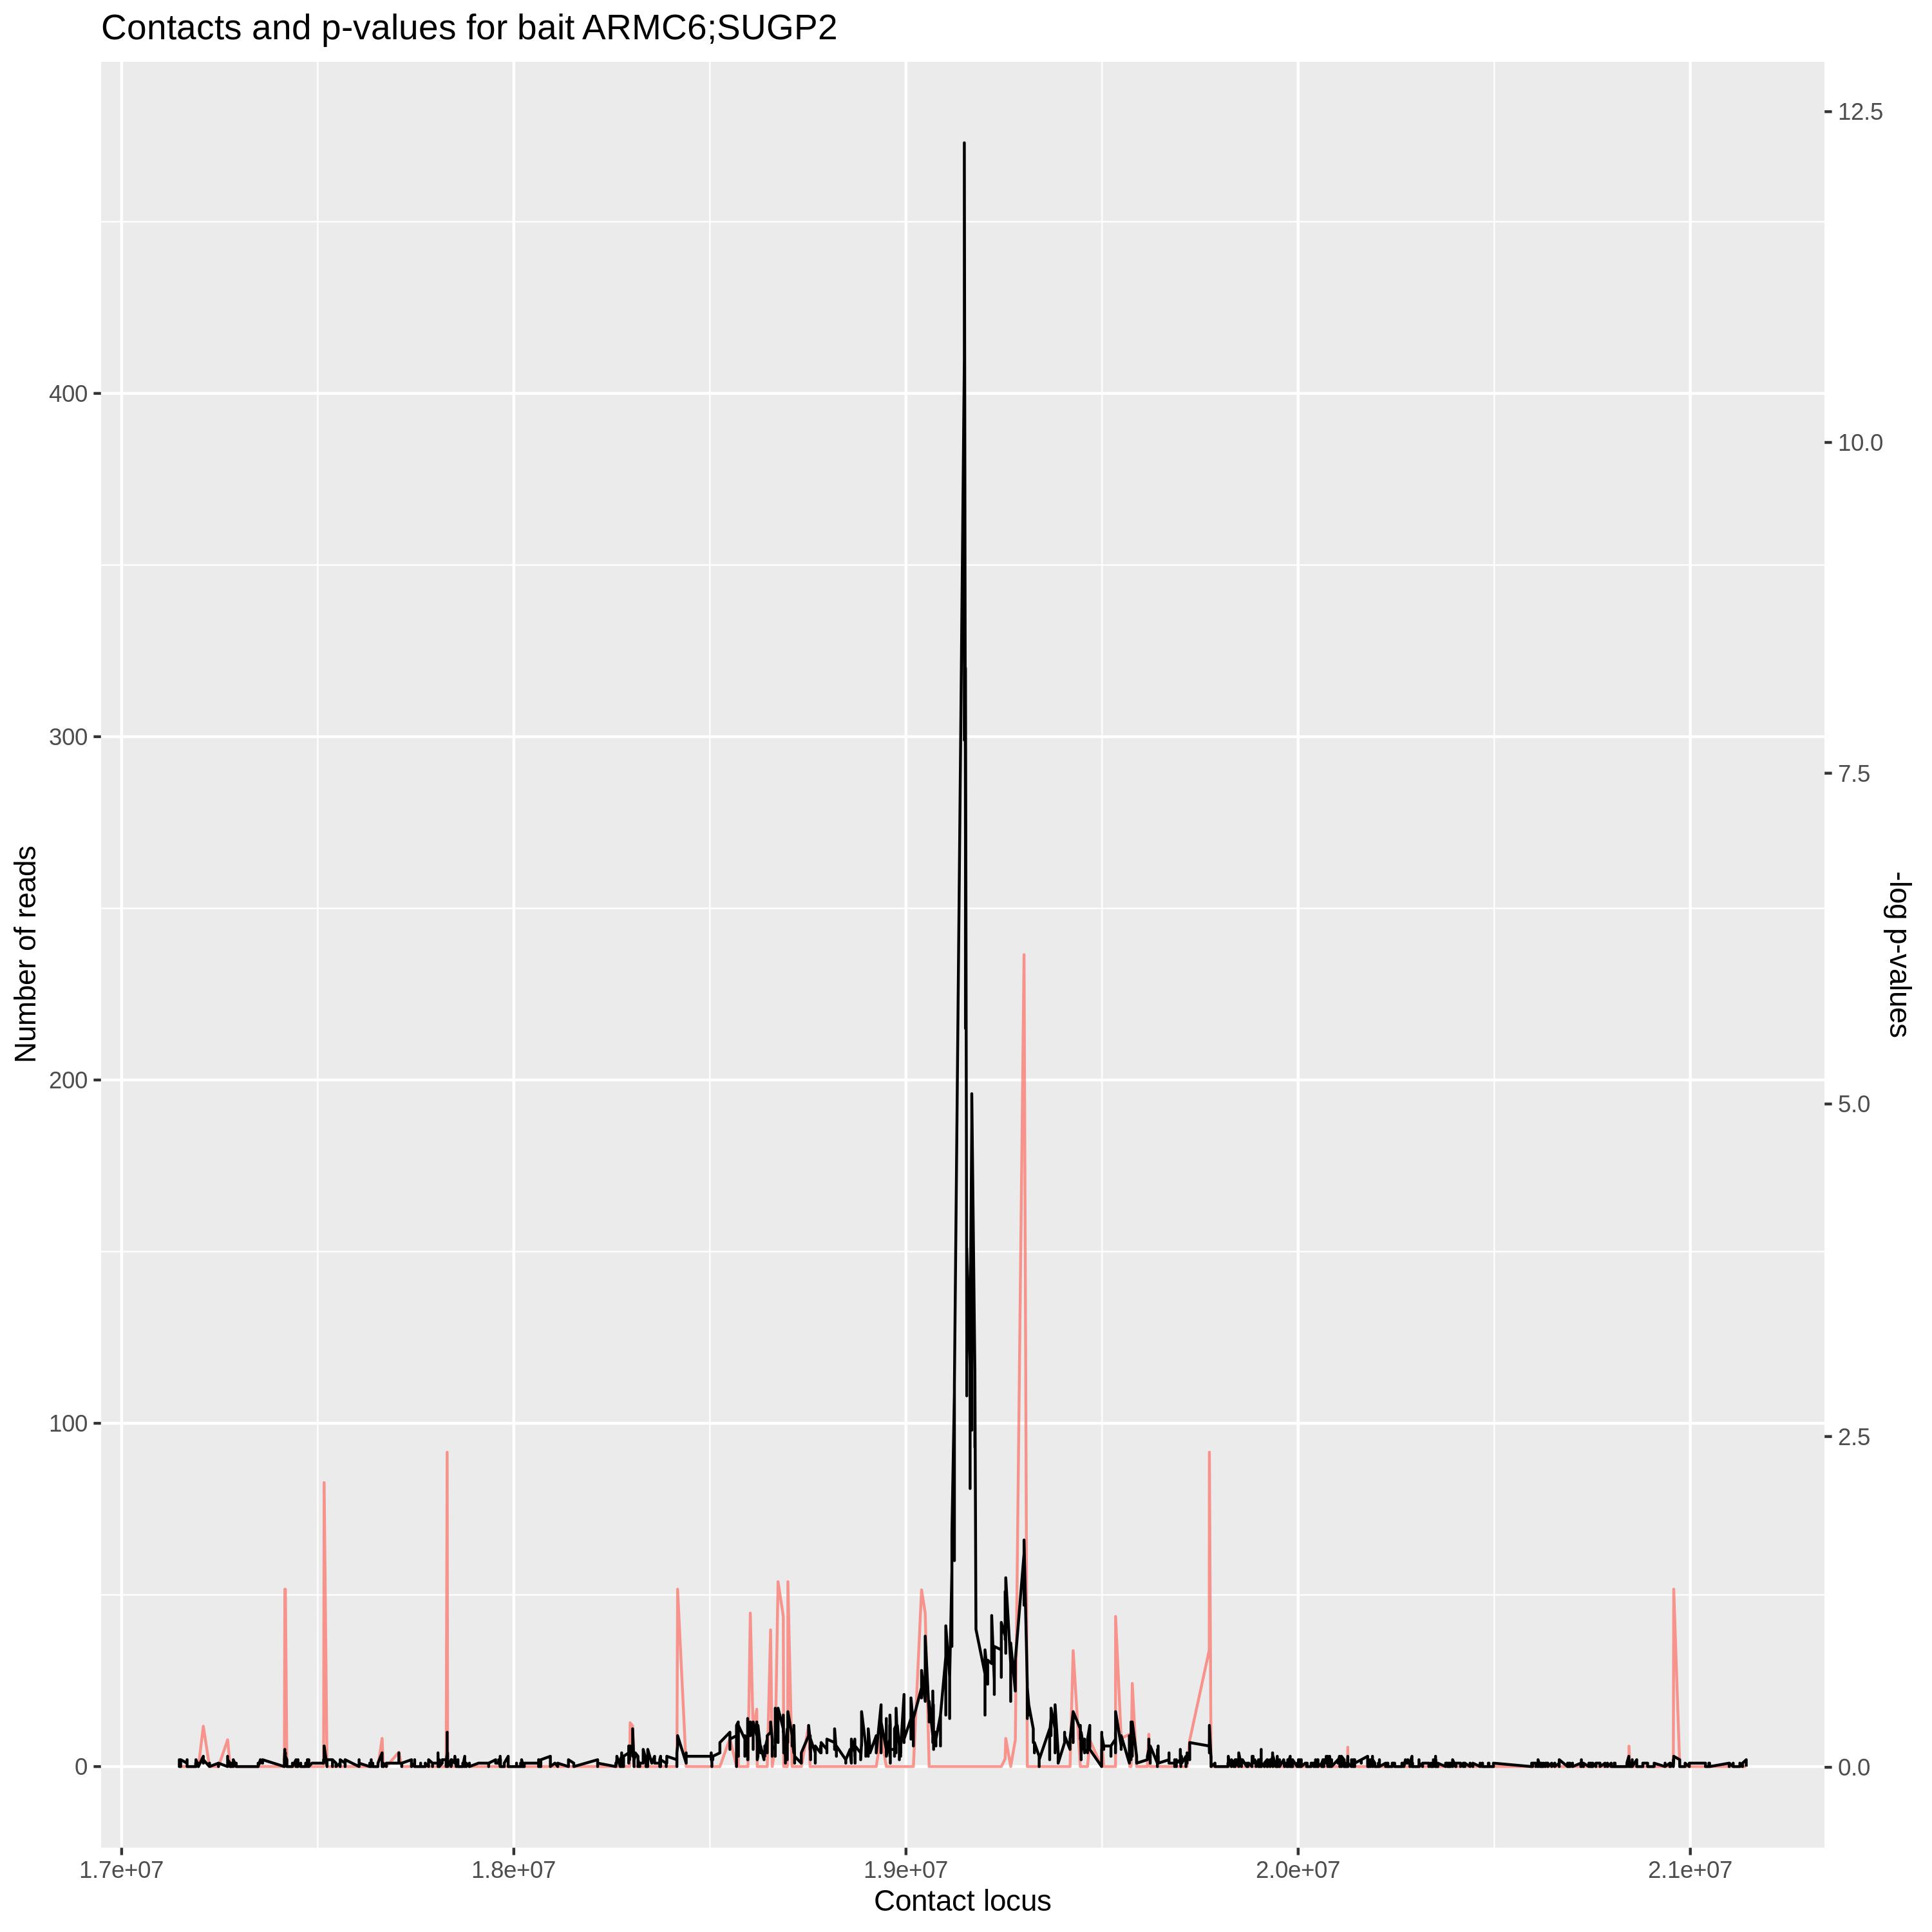 Contacts and p-values for bait ARMC6;SUGP2
12.5
400
10.0
300
7.5
Number of reads
-log p-values
200
5.0
100
2.5
0
0.0
1.7e+07
1.8e+07
1.9e+07
2.0e+07
2.1e+07
Contact locus